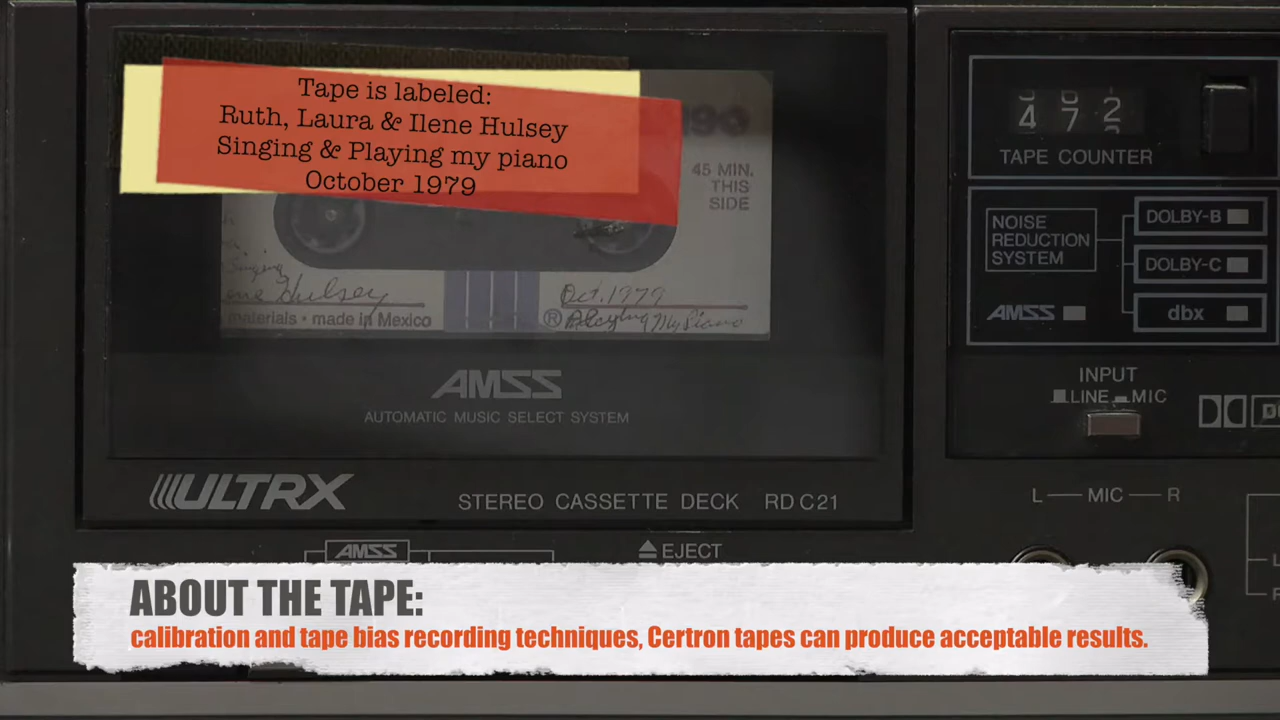 Tape is labeled:
Ruth, Laura & Ilene Hulsey
Singing & Playing my piano
October 1979
90
45 MIN.
THIS
SIDE
Singing
Hulsey
Oct. 1979
materials • made in Mexico
® Playing My Piano
AMSS
AUTOMATIC MUSIC SELECT SYSTEM
ULTRX
STEREO CASSETTE DECK RD C21
AMSS
EJECT
4 7 2
TAPE COUNTER
NOISE
REDUCTION
SYSTEM
DOLBY-B
DOLBY-C
dbx
AMSS
INPUT
LINE MIC
L MIC R
ABOUT THE TAPE:
calibration and tape bias recording techniques, Certron tapes can produce acceptable results.